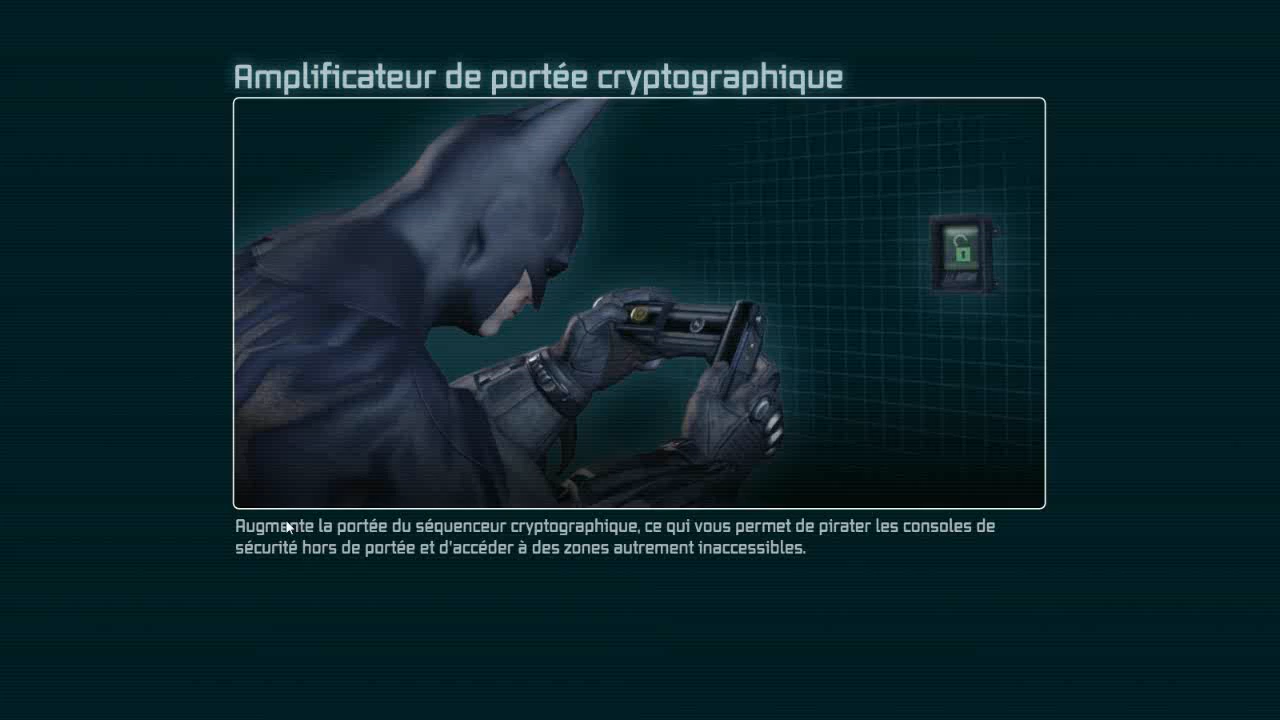 Amplificateur de portée cryptographique
Augmente la portée du séquenceur cryptographique, ce qui vous permet de pirater les consoles de
sécurité hors de portée et d'accéder à des zones autrement inaccessibles.